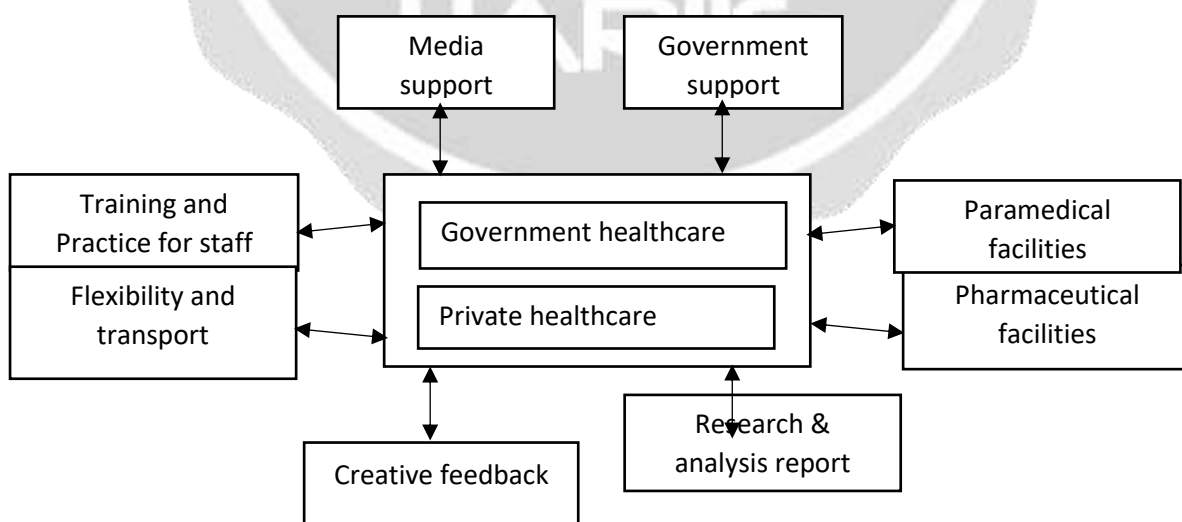 Media
support
Government
support
Training and
Practice for staff
Government healthcare
Paramedical
facilities
Flexibility and
transport
Private healthcare
Pharmaceutical
facilities
Creative feedback
Research &
analysis report